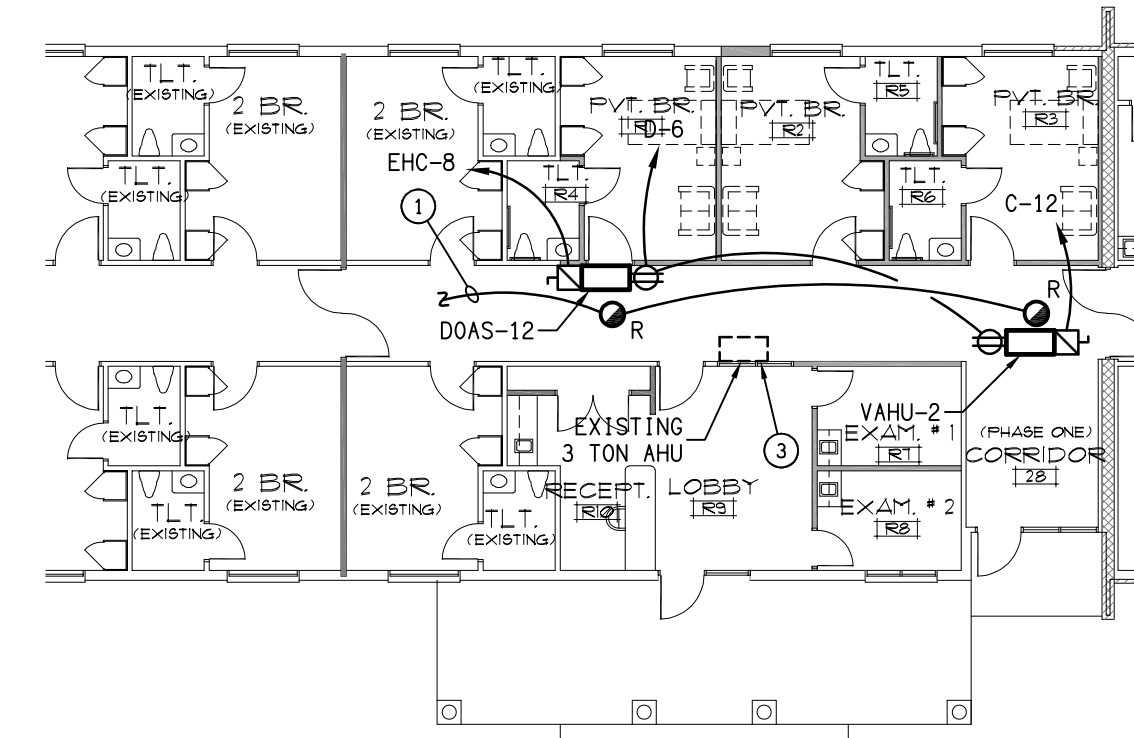 TLT.
(EXISTING)
2 BR.
(EXISTING)
2 BR.
(EXISTING)
TLT.
(EXISTING)
PVT. BR.
D-6
PVT. BR.
R2
TLT.
R5
PVT. BR.
R3
TLT.
(EXISTING)
EHC-8
TLT.
R4
TLT.
R6
C-12
1
DOAS-12
R
R
TLT.
(EXISTING)
EXISTING
3 TON AHU
3
VAHU-2
EXAM. # 1
R7
(PHASE ONE)
CORRIDOR
28
2 BR.
(EXISTING)
2 BR.
(EXISTING)
RECEPT.
R10
LOBBY
R9
EXAM. # 2
R8
TLT.
(EXISTING)
TLT.
(EXISTING)